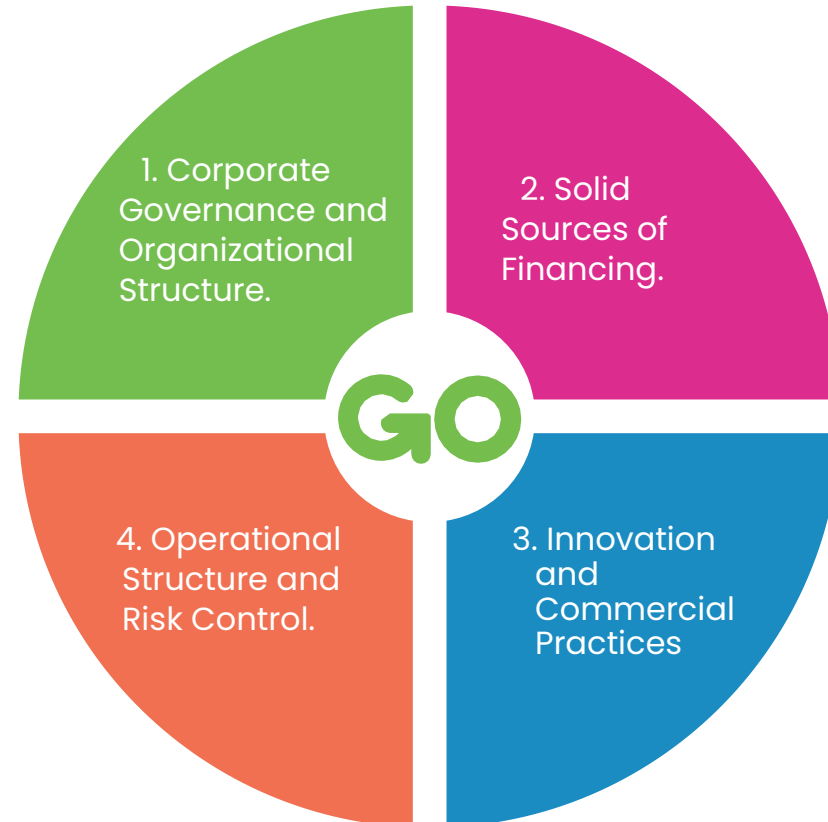 1. Corporate
Governance and
Organizational
Structure.
2. Solid
Sources of
Financing.
GO
4. Operational
Structure and
Risk Control.
3. Innovation
and
Commercial
Practices